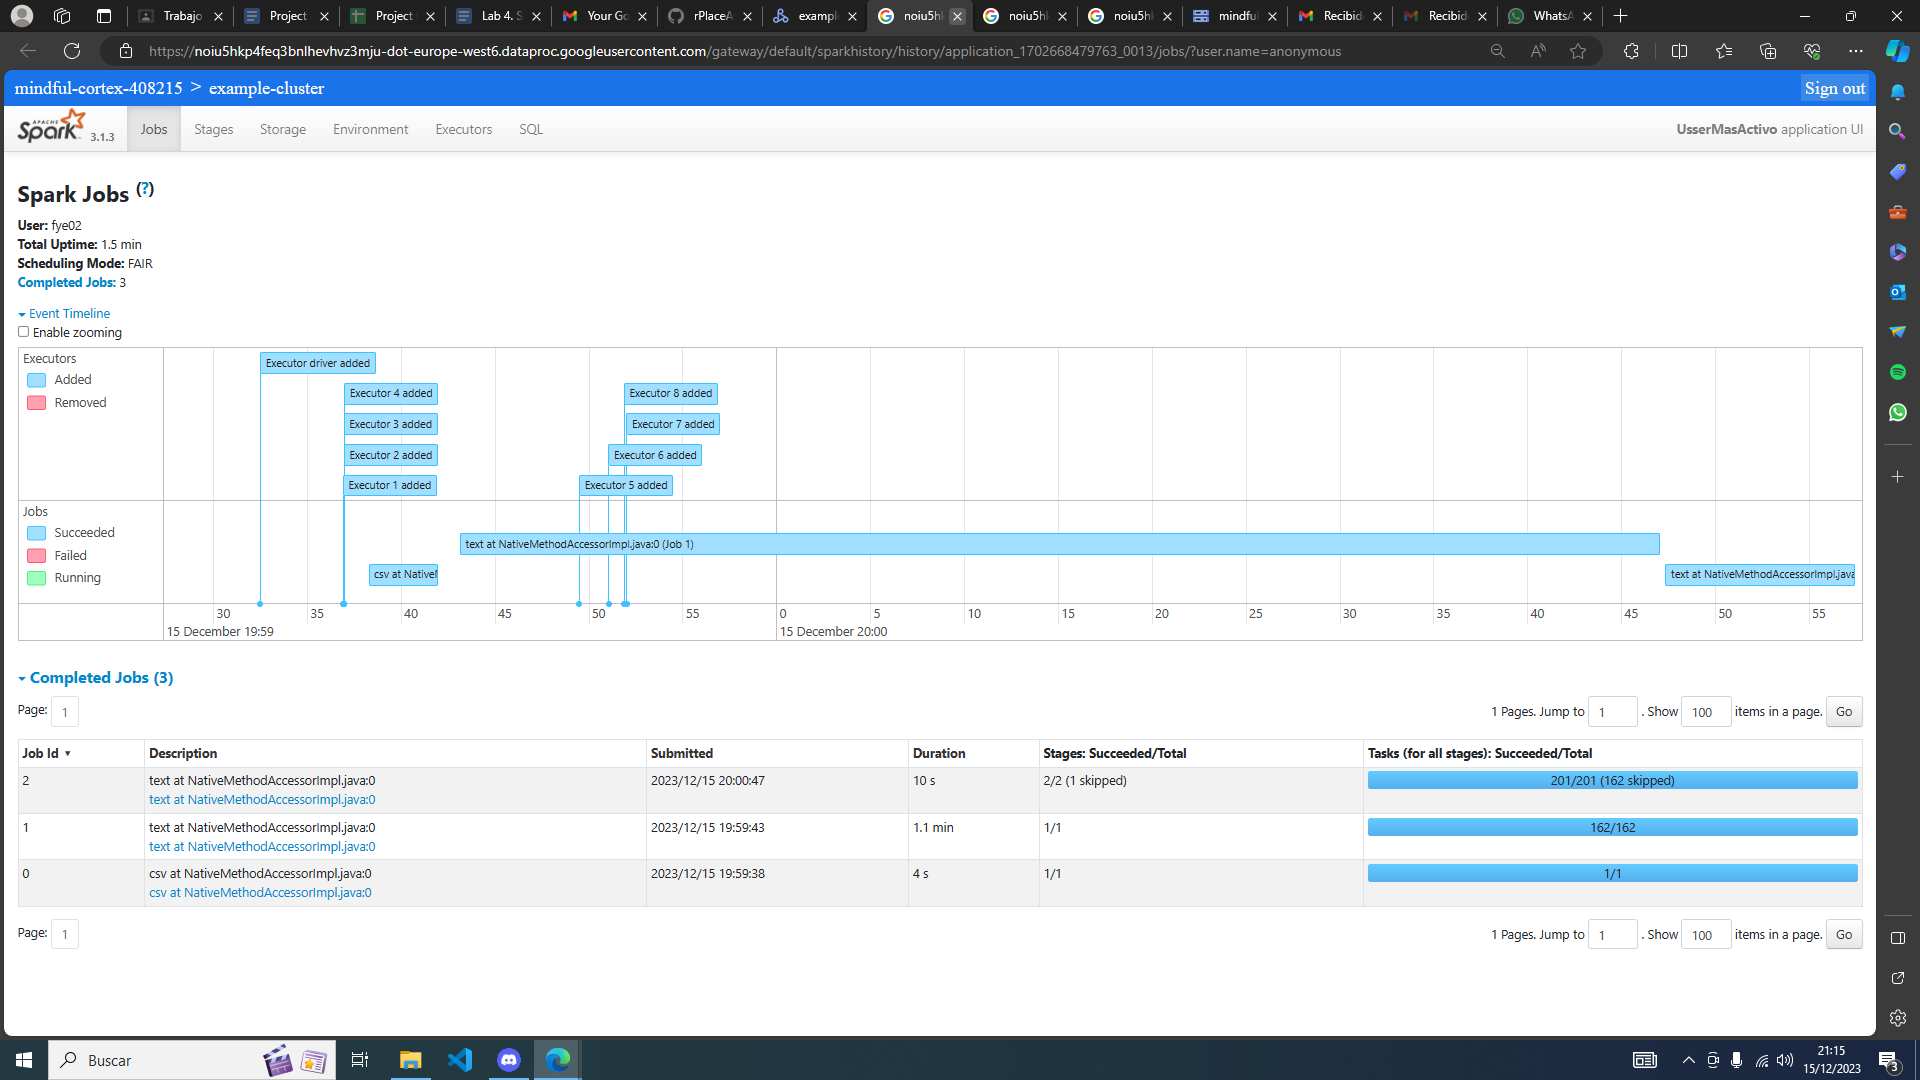 Trabajo
Project
Project
Lab 4. S
Your Go
rPlaceA
exampl
noiu5hl
noiu5hl
noiu5hl
mindful
Recibid
Recibid
WhatsA
https://noiu5hkp4feq3bnlhevhvz3mju-dot-europe-west6.dataproc.googleusercontent.com/gateway/default/sparkhistory/history/application_1702668479763_0013/jobs/?user.name=anonymous
mindful-cortex-408215 > example-cluster
Sign out
APACHE Spark 3.1.3
Jobs
Stages
Storage
Environment
Executors
SQL
UsserMasActivo application UI
Spark Jobs (?)
User: fye02
Total Uptime: 1.5 min
Scheduling Mode: FAIR
Completed Jobs: 3
Event Timeline
Enable zooming
Executors
Added
Removed
Executor driver added
Executor 4 added
Executor 8 added
Executor 3 added
Executor 7 added
Executor 2 added
Executor 6 added
Executor 1 added
Executor 5 added
Jobs
Succeeded
Failed
Running
text at NativeMethodAccessorImpl.java:0 (Job 1)
csv at Native
text at NativeMethodAccessorImpl.java
30 35 40 45 50 55 0 5 10 15 20 25 30 35 40 45 50 55
15 December 19:59
15 December 20:00
Completed Jobs (3)
Page: 1
1 Pages. Jump to 1 . Show 100 items in a page. Go
Job Id ▾ Description Submitted Duration Stages: Succeeded/Total Tasks (for all stages): Succeeded/Total
2 text at NativeMethodAccessorImpl.java:0 2023/12/15 20:00:47 10 s 2/2 (1 skipped) 201/201 (162 skipped)
text at NativeMethodAccessorImpl.java:0
1 text at NativeMethodAccessorImpl.java:0 2023/12/15 19:59:43 1.1 min 1/1 162/162
text at NativeMethodAccessorImpl.java:0
0 csv at NativeMethodAccessorImpl.java:0 2023/12/15 19:59:38 4 s 1/1 1/1
csv at NativeMethodAccessorImpl.java:0
Page: 1
1 Pages. Jump to 1 . Show 100 items in a page. Go
Buscar
21:15
15/12/2023
3